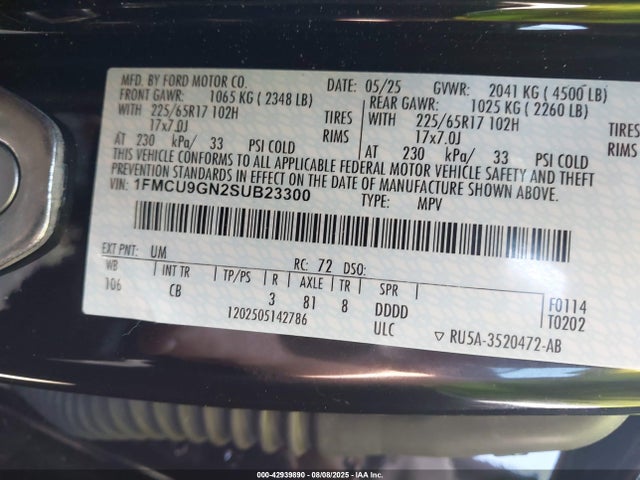 MFD. BY FORD MOTOR CO. DATE: 05/25 GVWR: 2041 KG ( 4500 LB)
FRONT GAWR: 1065 KG ( 2348 LB) REAR GAWR: 1025 KG ( 2260 LB)
WITH 225/65R17 102H TIRES WITH 225/65R17 102H TIRES
17x7.0J RIMS 17x7.0J RIMS
AT 230 kPa/ 33 PSI COLD AT 230 kPa/ 33 PSI COLD
THIS VEHICLE CONFORMS TO ALL APPLICABLE FEDERAL MOTOR VEHICLE SAFETY AND THEFT
PREVENTION STANDARDS IN EFFECT ON THE DATE OF MANUFACTURE SHOWN ABOVE.
VIN: 1FMCU9GN2SUB23300 TYPE: MPV
EXT PNT: UM RC: 72 DSO:
WB INT TR TP/PS R AXLE TR SPR
106 CB 3 81 8 DDDD F0114
1202505142786 ULC T0202
▽ RU5A-3520472-AB
000-42939890 - 08/08/2025 - IAA Inc.